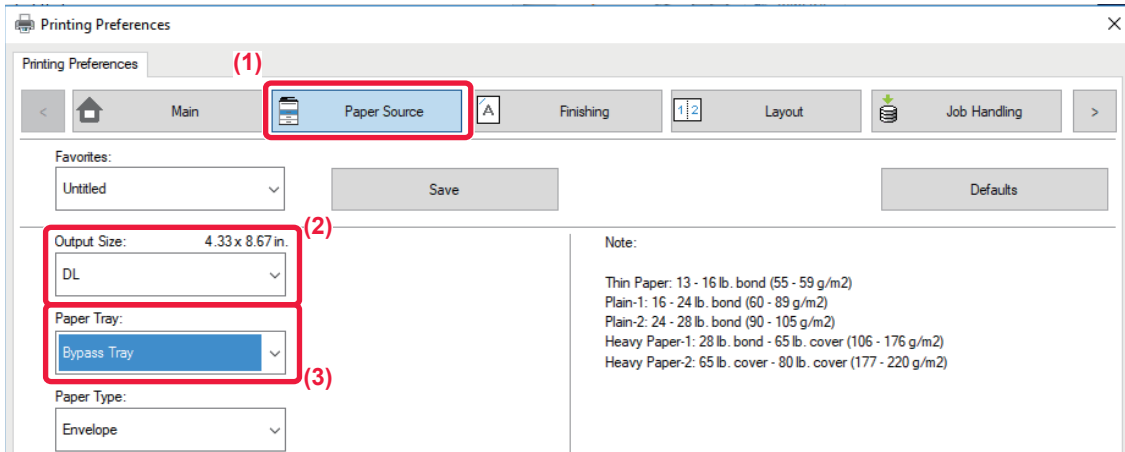 Printing Preferences
Printing Preferences
(1)
< Main Paper Source A Finishing 1 2 Layout Job Handling >
Favorites:
Untitled Save Defaults
(2)
Output Size: 4.33 x 8.67 in.
DL
Paper Tray:
Bypass Tray
(3)
Paper Type:
Envelope
Note:
Thin Paper: 13 - 16 lb. bond (55 - 59 g/m2)
Plain-1: 16 - 24 lb. bond (60 - 89 g/m2)
Plain-2: 24 - 28 lb. bond (90 - 105 g/m2)
Heavy Paper-1: 28 lb. bond - 65 lb. cover (106 - 176 g/m2)
Heavy Paper-2: 65 lb. cover - 80 lb. cover (177 - 220 g/m2)